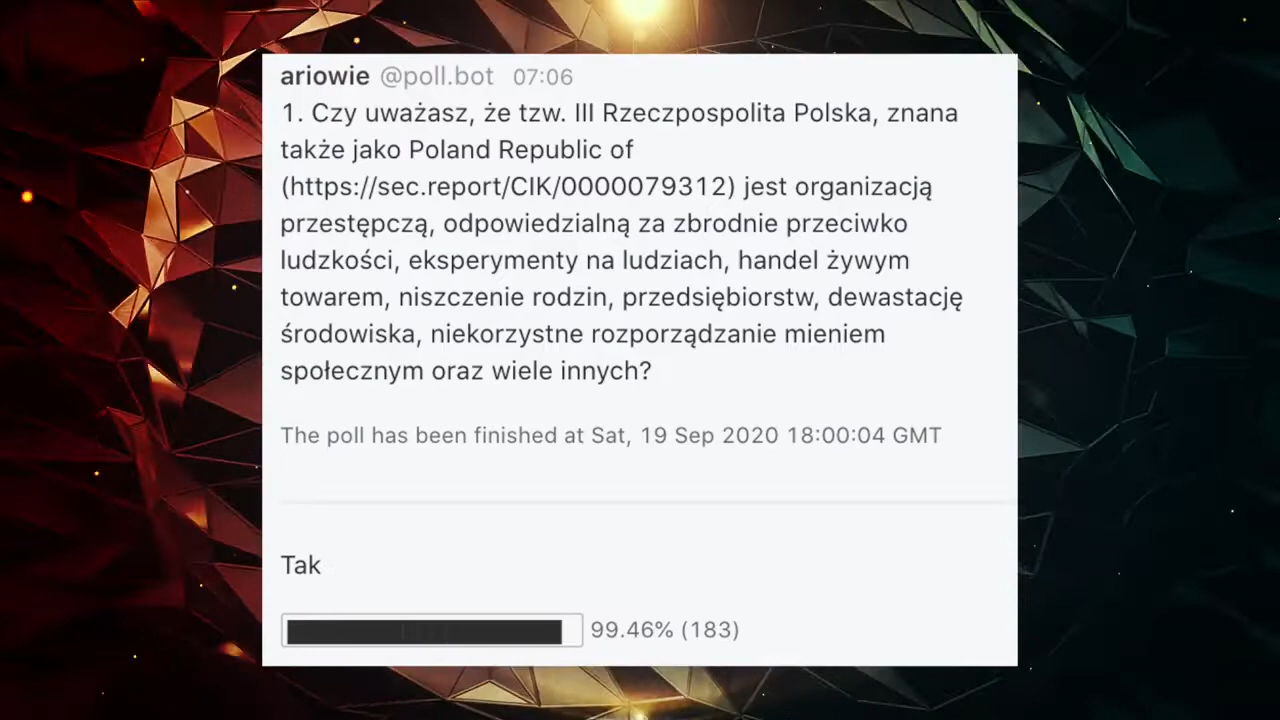 ariowie @poll.bot 07:06
1. Czy uważasz, że tzw. III Rzeczpospolita Polska, znana
także jako Poland Republic of
(https://sec.report/CIK/0000079312) jest organizacją
przestępczą, odpowiedzialną za zbrodnie przeciwko
ludzkości, eksperymenty na ludziach, handel żywym
towarem, niszczenie rodzin, przedsiębiorstw, dewastację
środowiska, niekorzystne rozporządzanie mieniem
społecznym oraz wiele innych?
The poll has been finished at Sat, 19 Sep 2020 18:00:04 GMT
Tak
99.46% (183)